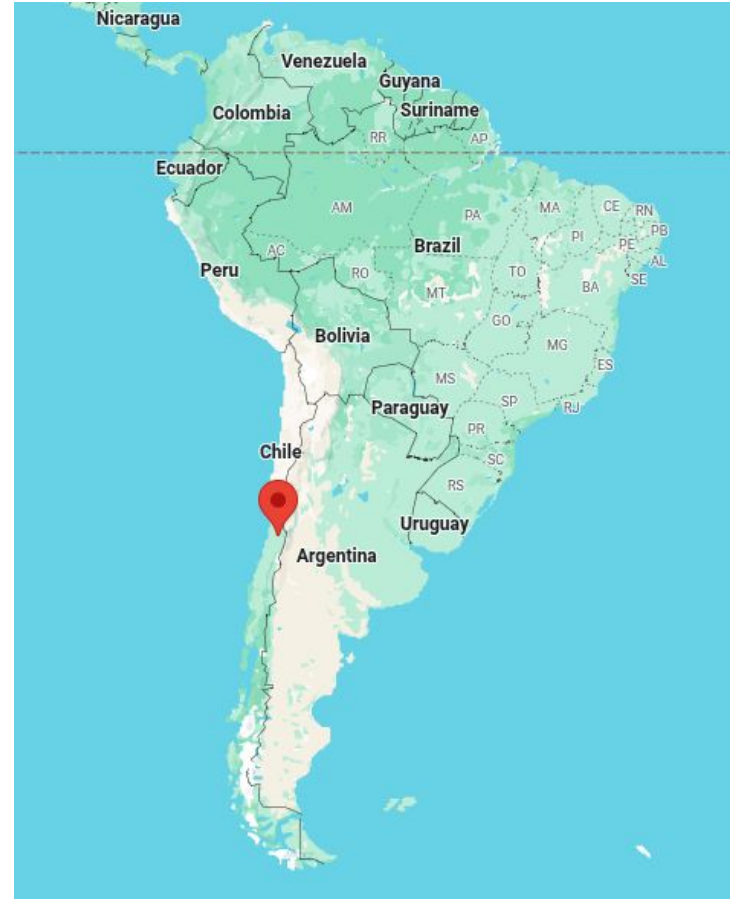 Nicaragua
Venezuela
Guyana
Colombia
Suriname
RR
AP
Ecuador
AM
PA
MA
CE
RN
PB
PI
PE
AL
AC
Brazil
TO
SE
Peru
RO
BA
MT
GO
Bolivia
MG
ES
MS
SP
RJ
Paraguay
PR
Chile
SC
RS
Uruguay
Argentina